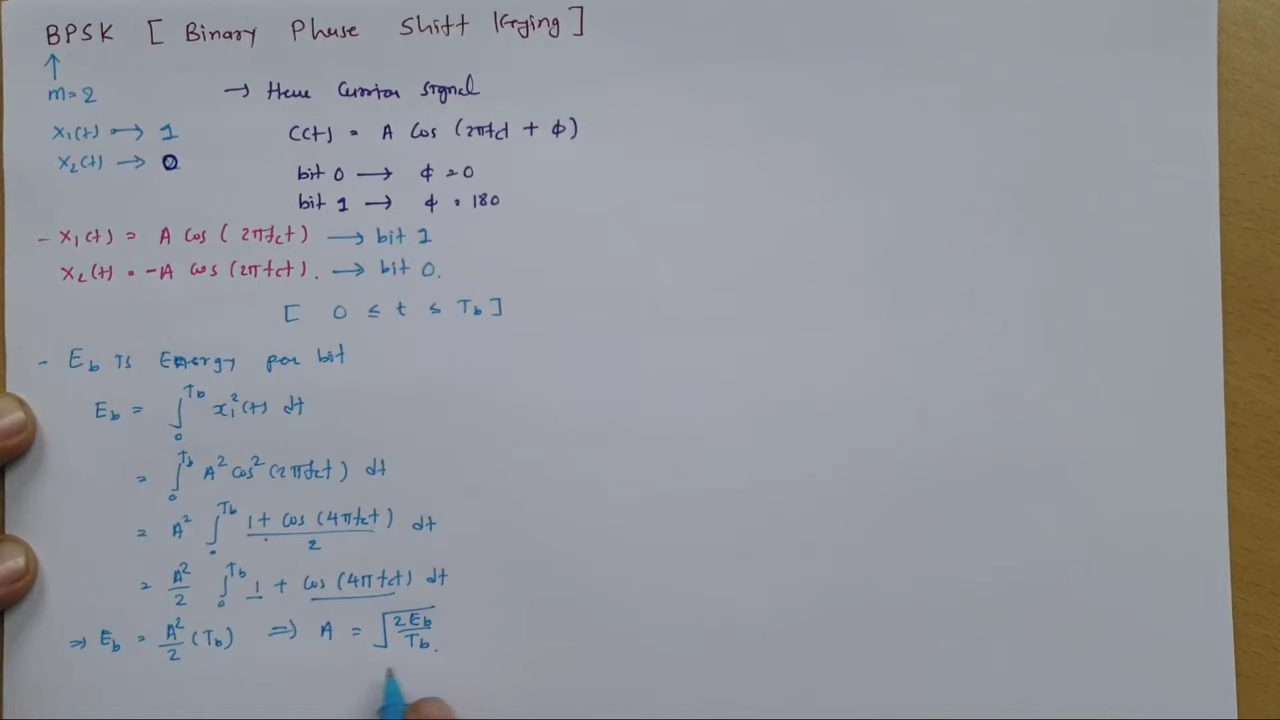 BPSK [ Binary Phase Shift Keying ]
↑
m=2
→ Here Carrier signal
x₁(t) → 1
C(t) = A Cos (2πfct + φ)
x₂(t) → 0
bit 0 → φ = 0
bit 1 → φ = 180
- x₁(t) = A Cos ( 2πfct) → bit 1
x₂(t) = -A Cos (2πfct). → bit 0.
[ 0 ≤ t ≤ Tb ]
- Eb is Energy per bit
Eb = ∫₀^Tb x₁²(t) dt
= ∫₀^Tb A² cos² (2πfct) dt
= A² ∫₀^Tb (1 + cos (4πfct))/2 dt
= A²/2 ∫₀^Tb 1 + cos (4πfct) dt
⇒ Eb = A²/2 (Tb) ⇒ A = √(2Eb/Tb).